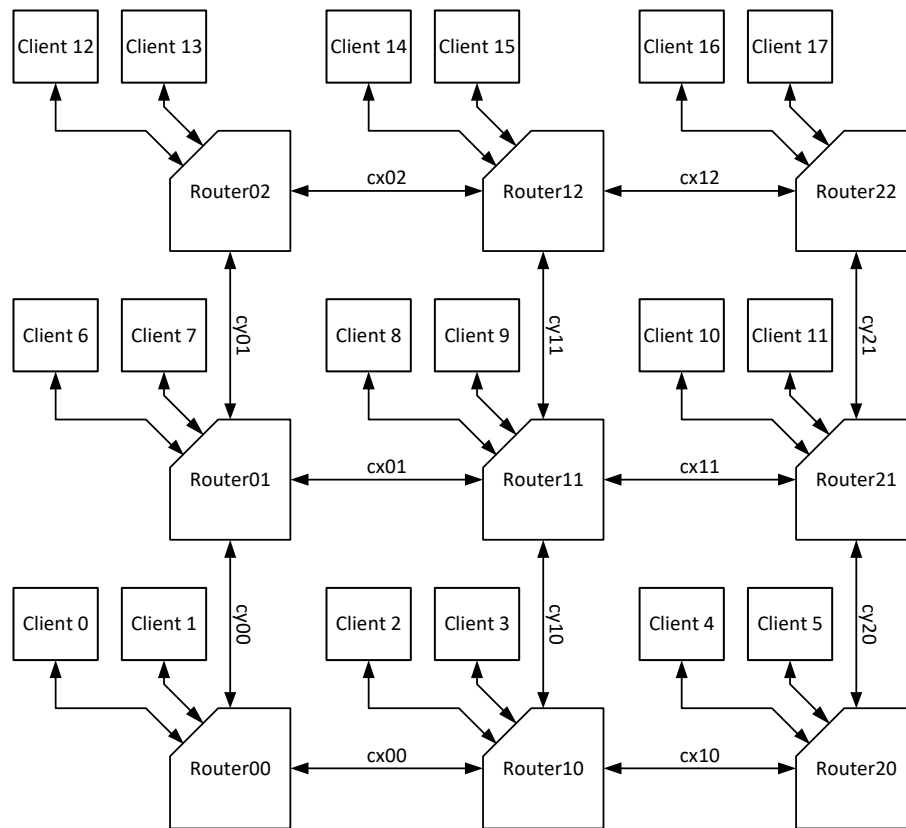 Client 12
Client 13
Client 14
Client 15
Client 16
Client 17
Router02
cx02
Router12
cx12
Router22
cy01
cy11
cy21
Client 6
Client 7
Client 8
Client 9
Client 10
Client 11
Router01
cx01
Router11
cx11
Router21
cy00
cy10
cy20
Client 0
Client 1
Client 2
Client 3
Client 4
Client 5
Router00
cx00
Router10
cx10
Router20